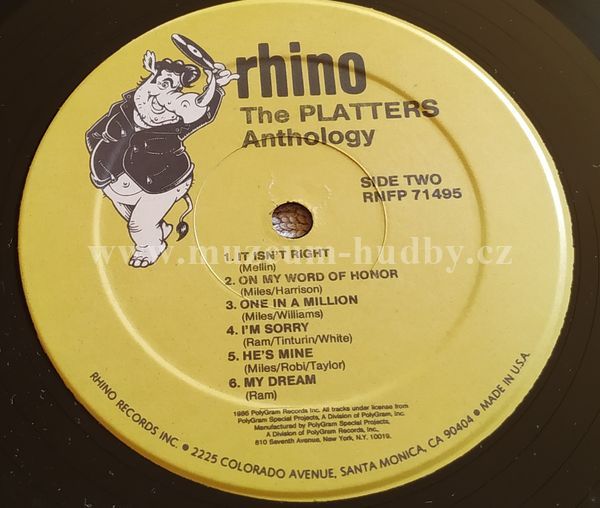 rhino
The PLATTERS
Anthology
SIDE TWO
RNFP 71495
www.muzeum-hudby.cz
1. IT ISN'T RIGHT
(Mellin)
2. ON MY WORD OF HONOR
(Miles/Harrison)
3. ONE IN A MILLION
(Miles/Williams)
4. I'M SORRY
(Ram/Tinturin/White)
5. HE'S MINE
(Miles/Robi/Taylor)
6. MY DREAM
(Ram)
1986 PolyGram Records Inc. All tracks under license from
PolyGram Special Projects, A Division of PolyGram, Inc.
Manufactured by PolyGram Special Projects,
A Division of PolyGram Records, Inc.
810 Seventh Avenue, New York, N.Y. 10019.
RHINO RECORDS INC. • 2225 COLORADO AVENUE, SANTA MONICA, CA 90404 • MADE IN U.S.A.